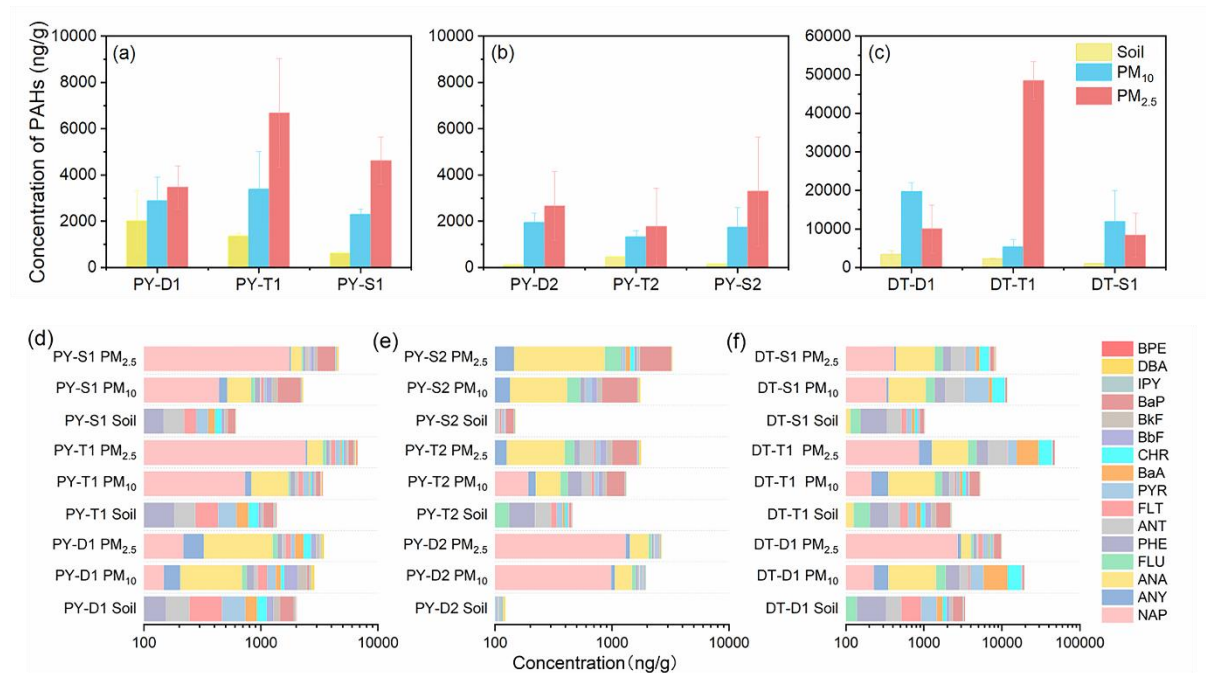 (a)
(b)
(c)
Concentration of PAHs (ng/g)
10000
8000
6000
4000
2000
0
PY-D1
PY-T1
PY-S1
10000
8000
6000
4000
2000
0
PY-D2
PY-T2
PY-S2
60000
50000
40000
30000
20000
10000
0
DT-D1
DT-T1
DT-S1
Soil
PM10
PM2.5
(d)
PY-S1 PM2.5
PY-S1 PM10
PY-S1 Soil
PY-T1 PM2.5
PY-T1 PM10
PY-T1 Soil
PY-D1 PM2.5
PY-D1 PM10
PY-D1 Soil
100
1000
10000
(e)
PY-S2 PM2.5
PY-S2 PM10
PY-S2 Soil
PY-T2 PM2.5
PY-T2 PM10
PY-T2 Soil
PY-D2 PM2.5
PY-D2 PM10
PY-D2 Soil
100
1000
10000
Concentration(ng/g)
(f)
DT-S1 PM2.5
DT-S1 PM10
DT-S1 Soil
DT-T1 PM2.5
DT-T1 PM10
DT-T1 Soil
DT-D1 PM2.5
DT-D1 PM10
DT-D1 Soil
100
1000
10000
100000
BPE
DBA
IPY
BaP
BkF
BbF
CHR
BaA
PYR
FLT
ANT
PHE
FLU
ANA
ANY
NAP